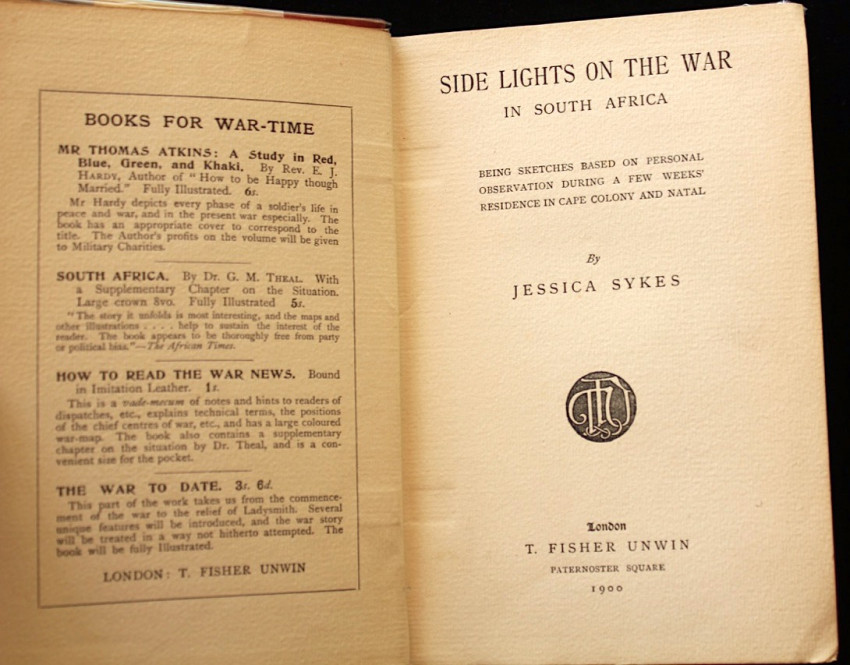 BOOKS FOR WAR-TIME
MR THOMAS ATKINS: A Study in Red,
Blue, Green, and Khaki. By Rev. E. J.
HARDY, Author of "How to be Happy though
Married." Fully Illustrated. 6s.
Mr Hardy depicts every phase of a soldier's life in
peace and war, and in the present war especially. The
book has an appropriate cover to correspond to the
title. The Author's profits on the volume will be given
to Military Charities.
SOUTH AFRICA. By Dr. G. M. THEAL. With
a Supplementary Chapter on the Situation.
Large crown 8vo. Fully Illustrated 5s.
"The story it unfolds is most interesting, and the maps and
other illustrations . . . . help to sustain the interest of the
reader. The book appears to be thoroughly free from party
or political bias."—The African Times.
HOW TO READ THE WAR NEWS. Bound
in Imitation Leather. 1s.
This is a vade-mecum of notes and hints to readers of
dispatches, etc., explains technical terms, the positions
of the chief centres of war, etc., and has a large coloured
war-map. The book also contains a supplementary
chapter on the situation by Dr. Theal, and is a con-
venient size for the pocket.
THE WAR TO DATE. 3s. 6d.
This part of the work takes us from the commence-
ment of the war to the relief of Ladysmith. Several
unique features will be introduced, and the war story
will be treated in a way not hitherto attempted. The
book will be fully Illustrated.
LONDON: T. FISHER UNWIN
SIDE LIGHTS ON THE WAR
IN SOUTH AFRICA
BEING SKETCHES BASED ON PERSONAL
OBSERVATION DURING A FEW WEEKS'
RESIDENCE IN CAPE COLONY AND NATAL
By
JESSICA SYKES
London
T. FISHER UNWIN
PATERNOSTER SQUARE
1900